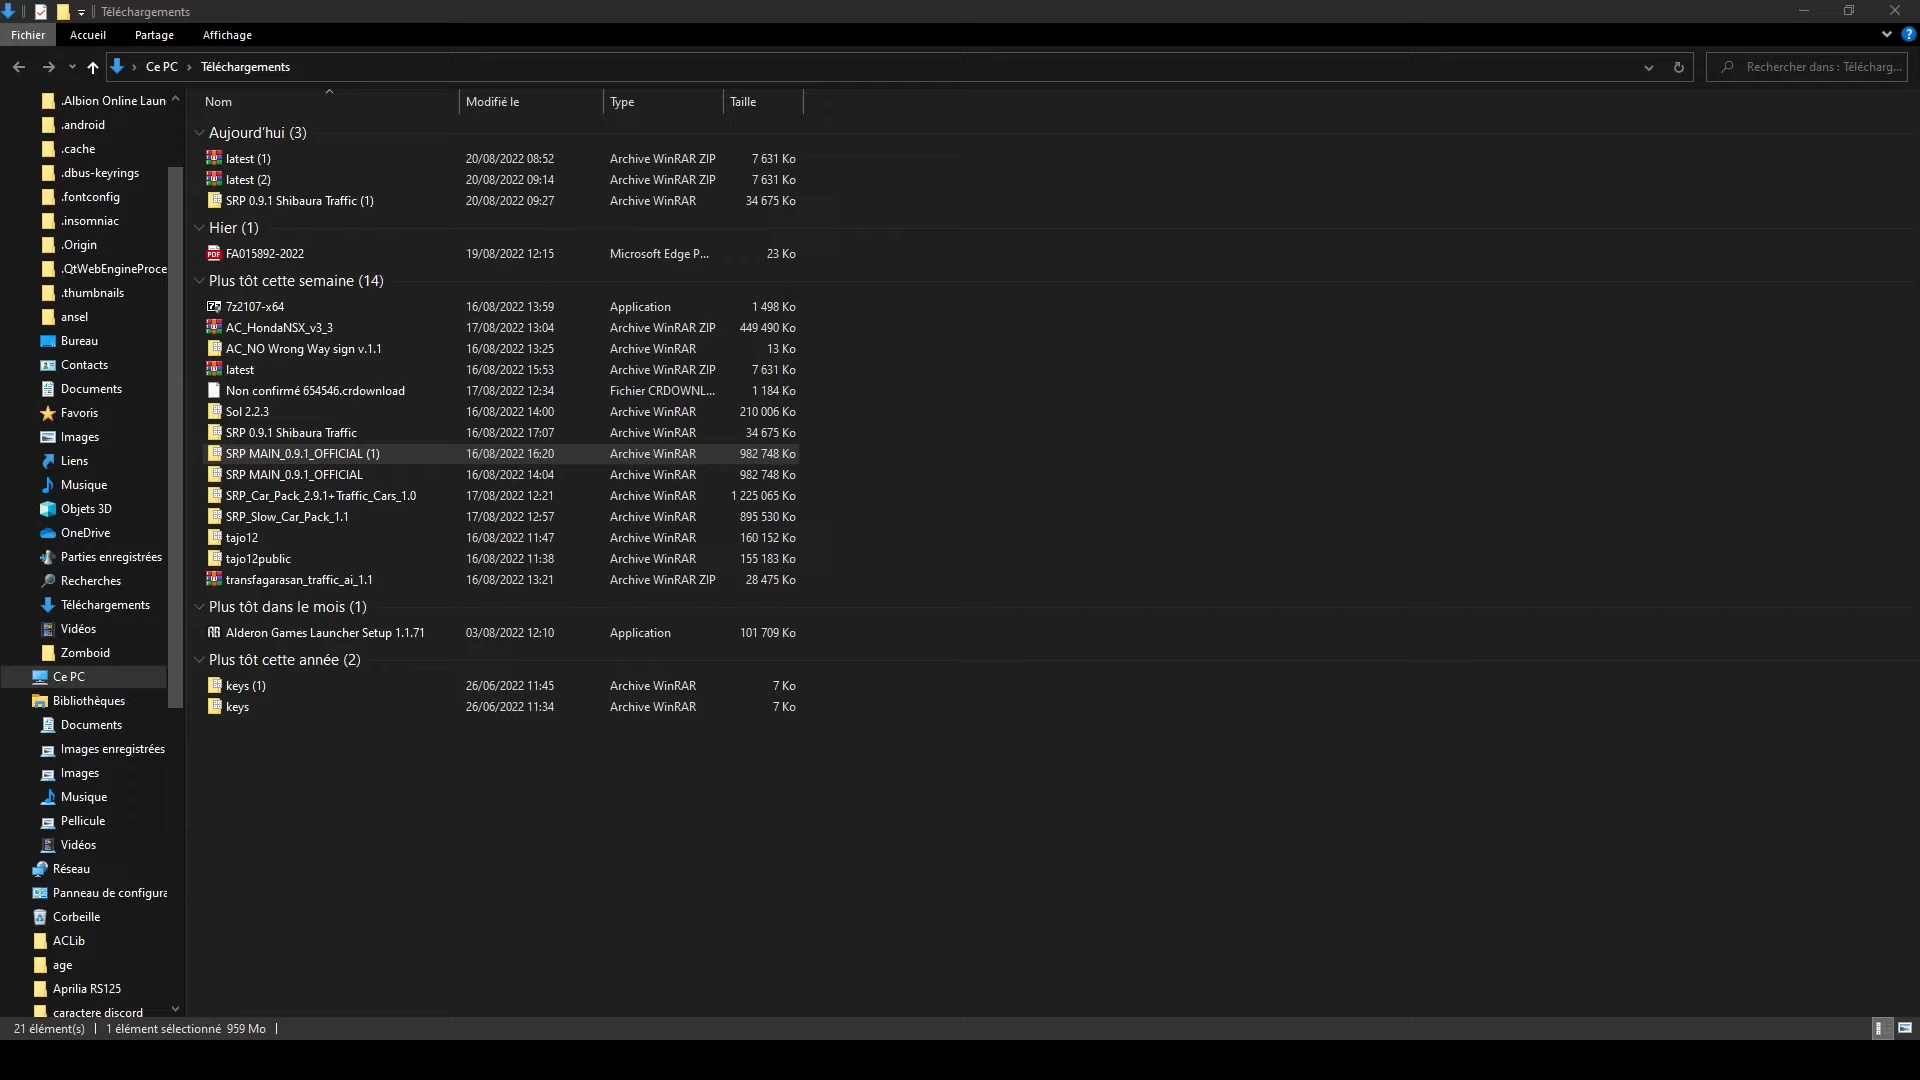 Téléchargements
Fichier Accueil Partage Affichage
Ce PC Téléchargements Rechercher dans : Télécharg...
Nom Modifié le Type Taille
Aujourd'hui (3)
latest (1) 20/08/2022 08:52 Archive WinRAR ZIP 7 631 Ko
latest (2) 20/08/2022 09:14 Archive WinRAR ZIP 7 631 Ko
SRP 0.9.1 Shibaura Traffic (1) 20/08/2022 09:27 Archive WinRAR 34 675 Ko
Hier (1)
FA015892-2022 19/08/2022 12:15 Microsoft Edge P... 23 Ko
Plus tôt cette semaine (14)
7z2107-x64 16/08/2022 13:59 Application 1 498 Ko
AC_HondaNSX_v3_3 17/08/2022 13:04 Archive WinRAR ZIP 449 490 Ko
AC_NO Wrong Way sign v.1.1 16/08/2022 13:25 Archive WinRAR 13 Ko
latest 16/08/2022 15:53 Archive WinRAR ZIP 7 631 Ko
Non confirmé 654546.crdownload 17/08/2022 12:34 Fichier CRDOWNL... 1 184 Ko
Sol 2.2.3 16/08/2022 14:00 Archive WinRAR 210 006 Ko
SRP 0.9.1 Shibaura Traffic 16/08/2022 17:07 Archive WinRAR 34 675 Ko
SRP MAIN_0.9.1_OFFICIAL (1) 16/08/2022 16:20 Archive WinRAR 982 748 Ko
SRP MAIN_0.9.1_OFFICIAL 16/08/2022 14:04 Archive WinRAR 982 748 Ko
SRP_Car_Pack_2.9.1+Traffic_Cars_1.0 17/08/2022 12:21 Archive WinRAR 1 225 065 Ko
SRP_Slow_Car_Pack_1.1 17/08/2022 12:57 Archive WinRAR 895 530 Ko
tajo12 16/08/2022 11:47 Archive WinRAR 160 152 Ko
tajo12public 16/08/2022 11:38 Archive WinRAR 155 183 Ko
transfagarasan_traffic_ai_1.1 16/08/2022 13:21 Archive WinRAR ZIP 28 475 Ko
Plus tôt dans le mois (1)
Alderon Games Launcher Setup 1.1.71 03/08/2022 12:10 Application 101 709 Ko
Plus tôt cette année (2)
keys (1) 26/06/2022 11:45 Archive WinRAR 7 Ko
keys 26/06/2022 11:34 Archive WinRAR 7 Ko
.Albion Online Laun
.android
.cache
.dbus-keyrings
.fontconfig
.insomniac
.Origin
.QtWebEngineProce
.thumbnails
ansel
Bureau
Contacts
Documents
Favoris
Images
Liens
Musique
Objets 3D
OneDrive
Parties enregistrées
Recherches
Téléchargements
Vidéos
Zomboid
Ce PC
Bibliothèques
Documents
Images enregistrées
Images
Musique
Pellicule
Vidéos
Réseau
Panneau de configura
Corbeille
ACLib
age
Aprilia RS125
caractere discord
21 élément(s) 1 élément sélectionné 959 Mo